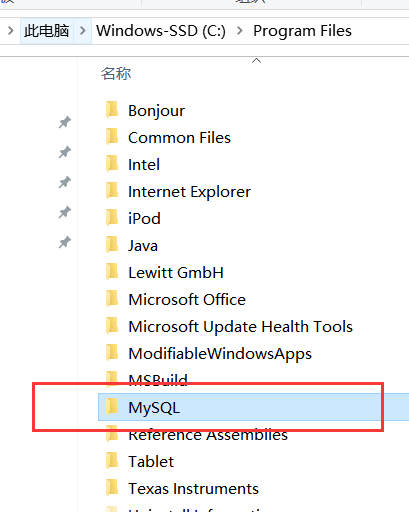 此电脑 Windows-SSD (C:) Program Files
名称
Bonjour
Common Files
Intel
Internet Explorer
iPod
Java
Lewitt GmbH
Microsoft Office
Microsoft Update Health Tools
ModifiableWindowsApps
MSBuild
MySQL
Reference Assemblies
Tablet
Texas Instruments